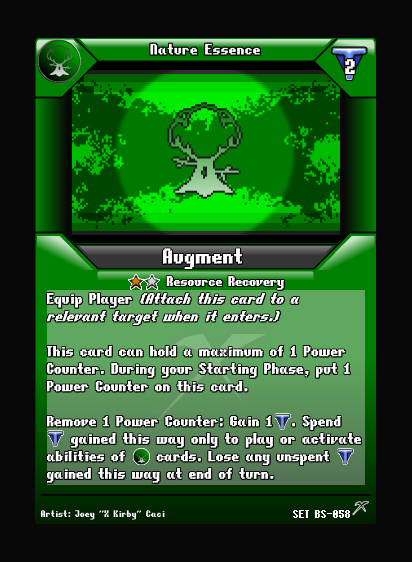 Nature Essence
2
Augment
Resource Recovery
Equip Player (Attach this card to a
relevant target when it enters.)
This card can hold a maximum of 1 Power
Counter. During your Starting Phase, put 1
Power Counter on this card.
Remove 1 Power Counter: Gain 1 . Spend
gained this way only to play or activate
abilities of cards. Lose any unspent
gained this way at end of turn.
Artist: Joey "X Kirby" Caci
SET BS-058